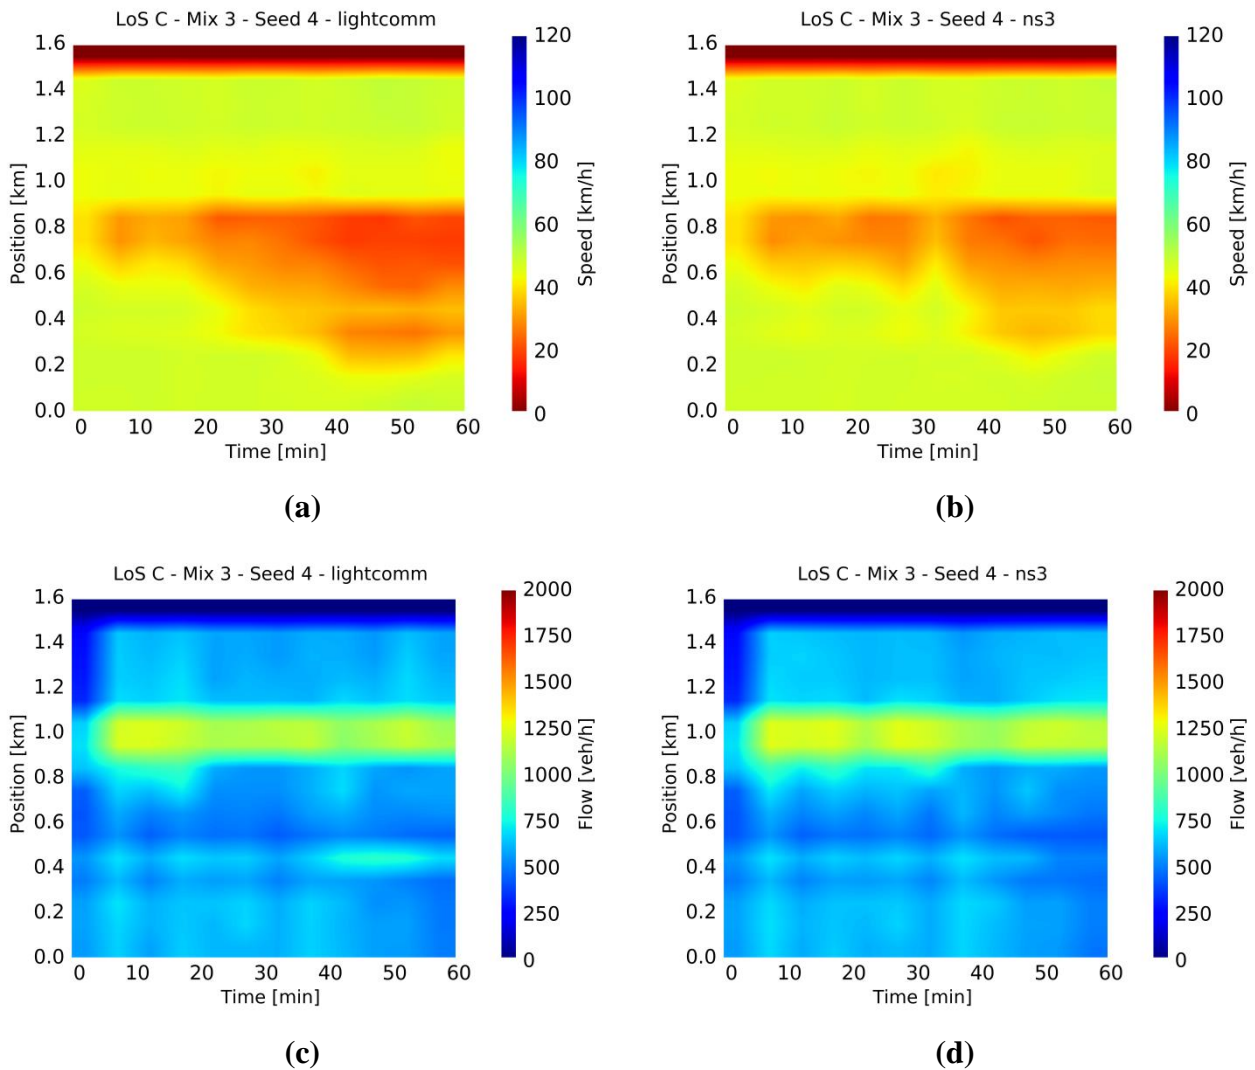 LoS C - Mix 3 - Seed 4 - lightcomm
1.6
1.4
1.2
1.0
0.8
0.6
0.4
0.2
0.0
Position [km]
0 10 20 30 40 50 60
Time [min]
120
100
80
60
40
20
0
Speed [km/h]
(a)
LoS C - Mix 3 - Seed 4 - ns3
1.6
1.4
1.2
1.0
0.8
0.6
0.4
0.2
0.0
Position [km]
0 10 20 30 40 50 60
Time [min]
120
100
80
60
40
20
0
Speed [km/h]
(b)
LoS C - Mix 3 - Seed 4 - lightcomm
1.6
1.4
1.2
1.0
0.8
0.6
0.4
0.2
0.0
Position [km]
0 10 20 30 40 50 60
Time [min]
2000
1750
1500
1250
1000
750
500
250
0
Flow [veh/h]
(c)
LoS C - Mix 3 - Seed 4 - ns3
1.6
1.4
1.2
1.0
0.8
0.6
0.4
0.2
0.0
Position [km]
0 10 20 30 40 50 60
Time [min]
2000
1750
1500
1250
1000
750
500
250
0
Flow [veh/h]
(d)